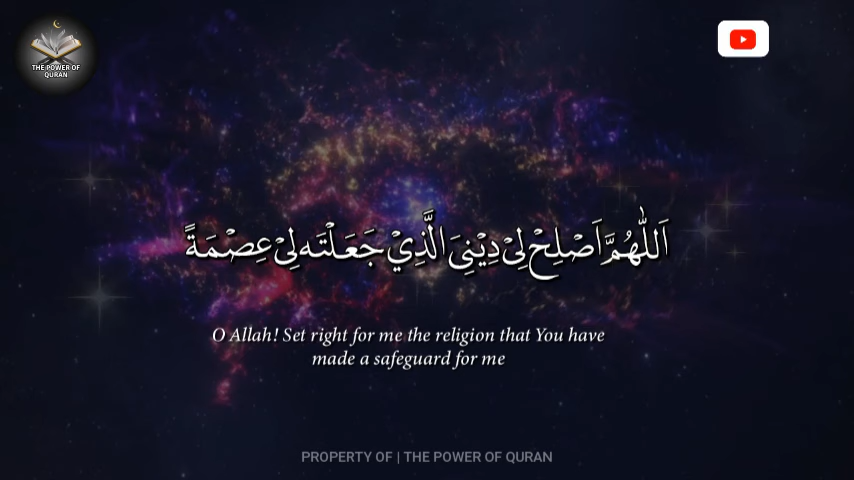 THE POWER OF
QURAN
اَللّٰهُمَّ اَصْلِحْ لِىْ دِيْنِىَ الَّذِيْ جَعَلْتَه لِىْ عِصْمَةً
O Allah! Set right for me the religion that You have
made a safeguard for me
PROPERTY OF | THE POWER OF QURAN